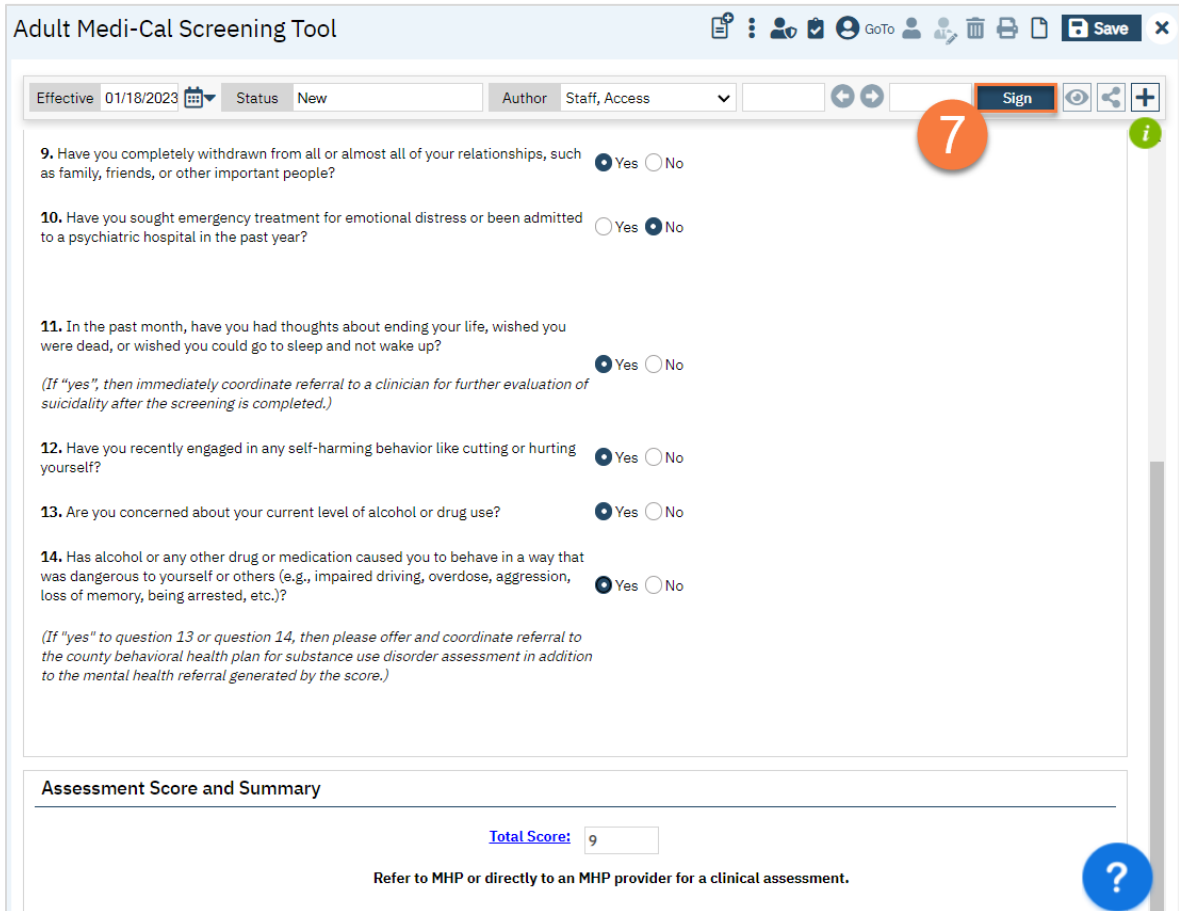 Adult Medi-Cal Screening Tool
GoTo
Save
Effective 01/18/2023 Status New Author Staff, Access Sign
7
i
9. Have you completely withdrawn from all or almost all of your relationships, such
as family, friends, or other important people?
Yes No
10. Have you sought emergency treatment for emotional distress or been admitted
to a psychiatric hospital in the past year?
Yes No
11. In the past month, have you had thoughts about ending your life, wished you
were dead, or wished you could go to sleep and not wake up?
Yes No
(If “yes”, then immediately coordinate referral to a clinician for further evaluation of
suicidality after the screening is completed.)
12. Have you recently engaged in any self-harming behavior like cutting or hurting
yourself?
Yes No
13. Are you concerned about your current level of alcohol or drug use?
Yes No
14. Has alcohol or any other drug or medication caused you to behave in a way that
was dangerous to yourself or others (e.g., impaired driving, overdose, aggression,
loss of memory, being arrested, etc.)?
Yes No
(If "yes" to question 13 or question 14, then please offer and coordinate referral to
the county behavioral health plan for substance use disorder assessment in addition
to the mental health referral generated by the score.)
Assessment Score and Summary
Total Score: 9
Refer to MHP or directly to an MHP provider for a clinical assessment.
?